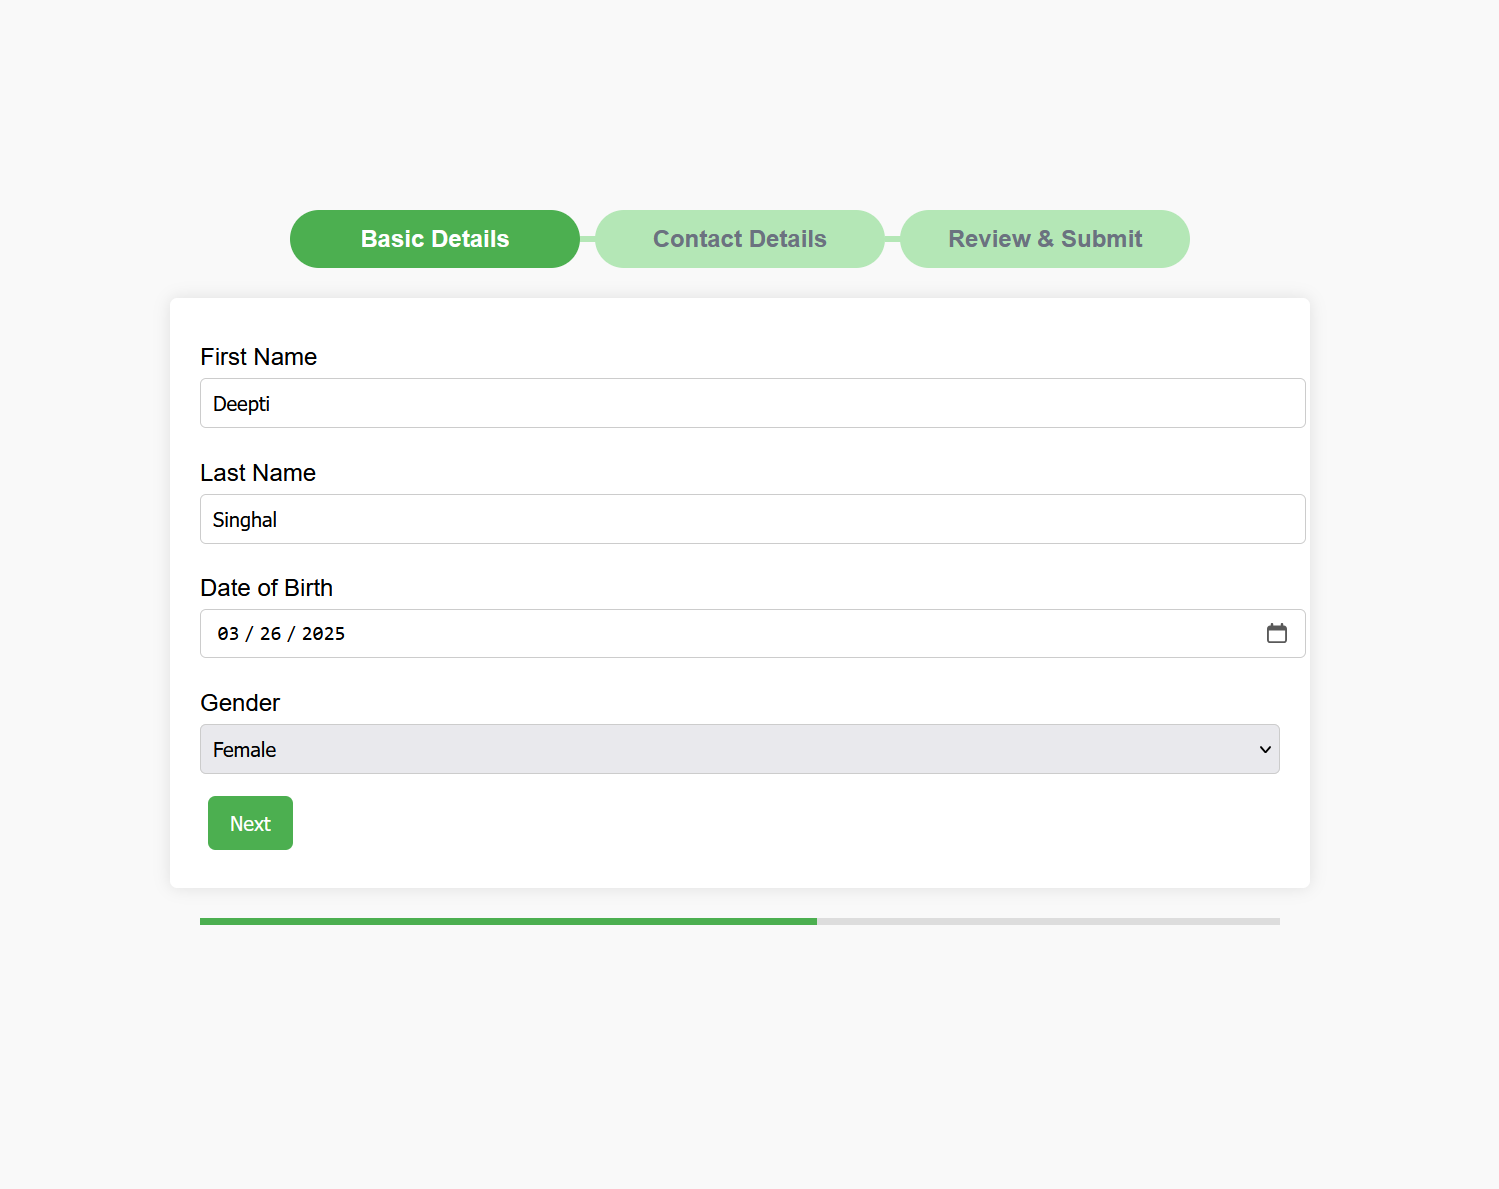 Basic Details Contact Details Review & Submit
First Name
Deepti
Last Name
Singhal
Date of Birth
03 / 26 / 2025
Gender
Female
Next